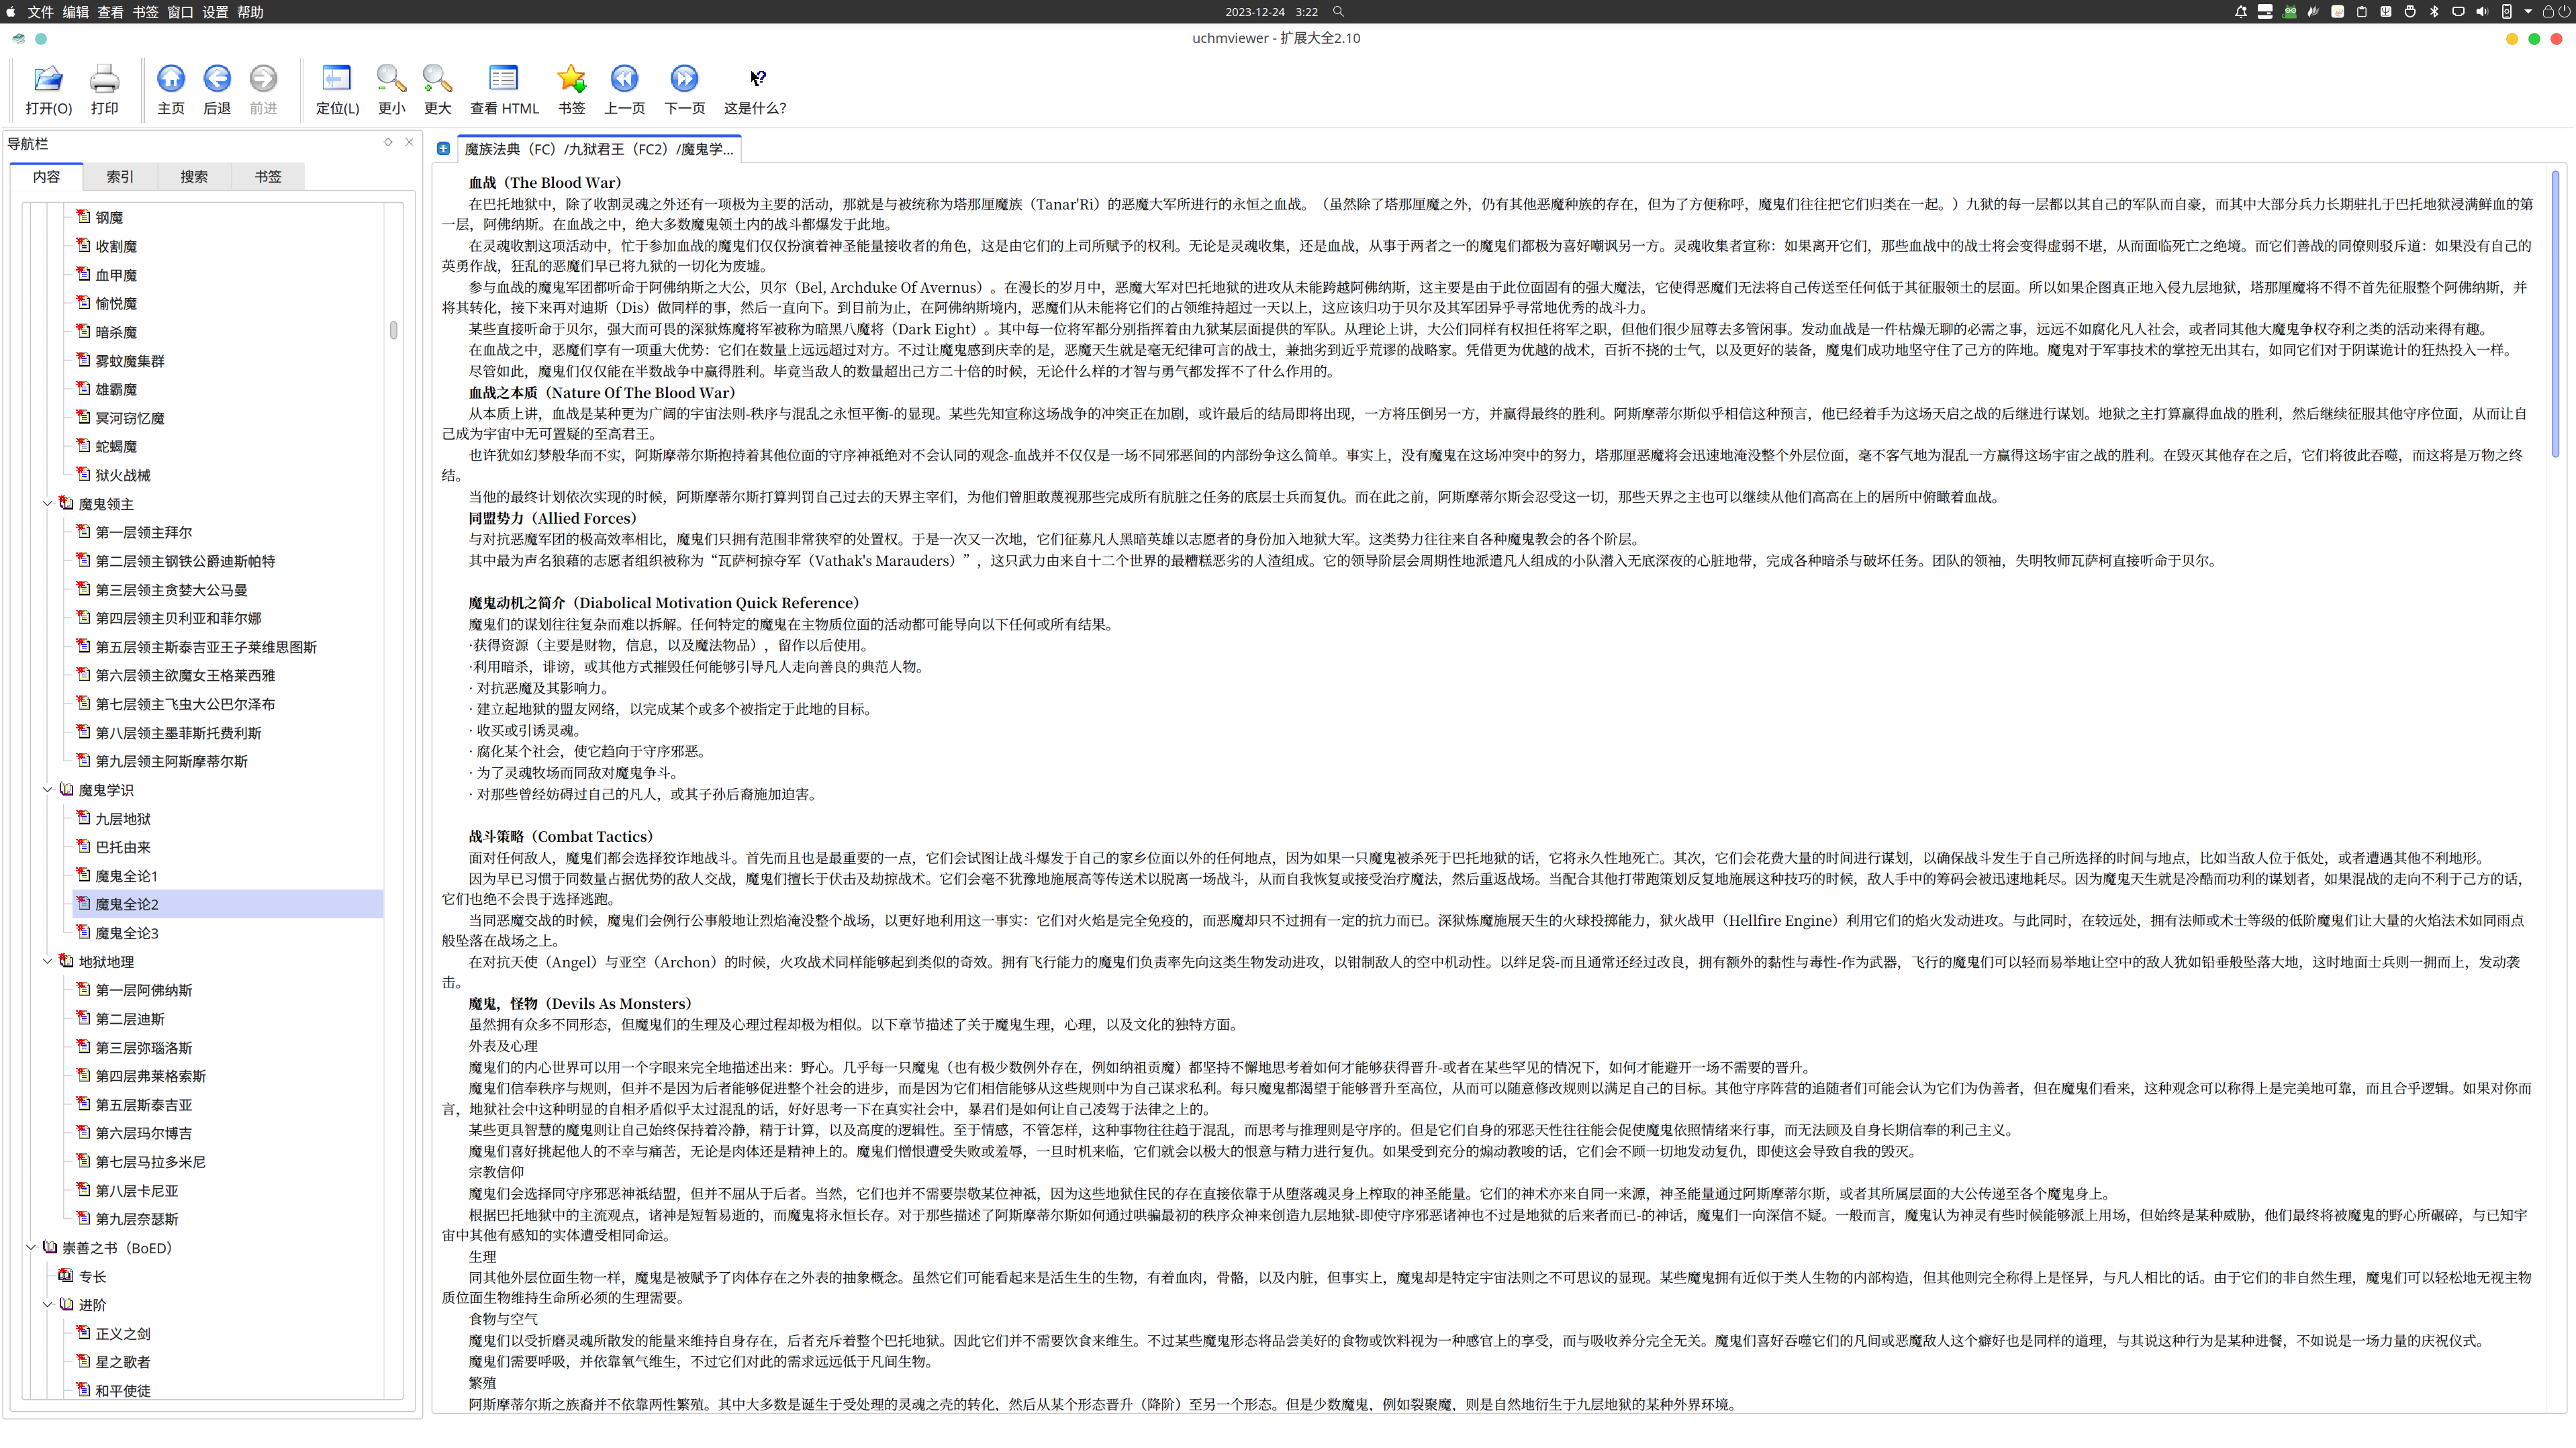 文件 编辑 查看 书签 窗口 设置 帮助
2023-12-24 3:22
uchmviewer - 扩展大全2.10
打开(O) 打印 主页 后退 前进 定位(L) 更小 更大 查看 HTML 书签 上一页 下一页 这是什么?
导航栏
内容 索引 搜索 书签
钢魔
收割魔
血甲魔
愉悦魔
暗杀魔
雾蚊魔集群
雄霸魔
冥河窃忆魔
蛇蝎魔
狱火战械
魔鬼领主
第一层领主拜尔
第二层领主钢铁公爵迪斯帕特
第三层领主贪婪大公马曼
第四层领主贝利亚和菲尔娜
第五层领主斯泰吉亚王子莱维思图斯
第六层领主欲魔女王格莱西雅
第七层领主飞虫大公巴尔泽布
第八层领主墨菲斯托费利斯
第九层领主阿斯摩蒂尔斯
魔鬼学识
九层地狱
巴托由来
魔鬼全论1
魔鬼全论2
魔鬼全论3
地狱地理
第一层阿佛纳斯
第二层迪斯
第三层弥瑙洛斯
第四层弗莱格索斯
第五层斯泰吉亚
第六层玛尔博吉
第七层马拉多米尼
第八层卡尼亚
第九层奈瑟斯
崇善之书（BoED）
专长
进阶
正义之剑
星之歌者
和平使徒
魔族法典（FC）/九狱君王（FC2）/魔鬼学...
血战（The Blood War）
在巴托地狱中，除了收割灵魂之外还有一项极为主要的活动，那就是与被统称为塔那厘魔族（Tanar'Ri）的恶魔大军所进行的永恒之血战。（虽然除了塔那厘魔之外，仍有其他恶魔种族的存在，但为了方便称呼，魔鬼们往往把它们归类在一起。）九狱的每一层都以其自己的军队而自豪，而其中大部分兵力长期驻扎于巴托地狱浸满鲜血的第
一层，阿佛纳斯。在血战之中，绝大多数魔鬼领土内的战斗都爆发于此地。
在灵魂收割这项活动中，忙于参加血战的魔鬼们仅仅扮演着神圣能量接收者的角色，这是由它们的上司所赋予的权利。无论是灵魂收集，还是血战，从事于两者之一的魔鬼们都极为喜好嘲讽另一方。灵魂收集者宣称：如果离开它们，那些血战中的战士将会变得虚弱不堪，从而面临死亡之绝境。而它们善战的同僚则驳斥道：如果没有自己的
英勇作战，狂乱的恶魔们早已将九狱的一切化为废墟。
参与血战的魔鬼军团都听命于阿佛纳斯之大公，贝尔（Bel, Archduke Of Avernus）。在漫长的岁月中，恶魔大军对巴托地狱的进攻从未能跨越阿佛纳斯，这主要是由于此位面固有的强大魔法，它使得恶魔们无法将自己传送至任何低于其征服领土的层面。所以如果企图真正地入侵九层地狱，塔那厘魔将不得不首先征服整个阿佛纳斯，并
将其转化，接下来再对迪斯（Dis）做同样的事，然后一直向下。到目前为止，在阿佛纳斯境内，恶魔们从未能将它们的占领维持超过一天以上，这应该归功于贝尔及其军团异乎寻常地优秀的战斗力。
某些直接听命于贝尔，强大而可畏的深狱炼魔将军被称为暗黑八魔将（Dark Eight）。其中每一位将军都分别指挥着由九狱某层面提供的军队。从理论上讲，大公们同样有权担任将军之职，但他们很少屈尊去多管闲事。发动血战是一件枯燥无聊的必需之事，远远不如腐化凡人社会，或者同其他大魔鬼争权夺利之类的活动来得有趣。
在血战之中，恶魔们享有一项重大优势：它们在数量上远远超过对方。不过让魔鬼感到庆幸的是，恶魔天生就是毫无纪律可言的战士，兼拙劣到近乎荒谬的战略家。凭借更为优越的战术，百折不挠的士气，以及更好的装备，魔鬼们成功地坚守住了己方的阵地。魔鬼对于军事技术的掌控无出其右，如同它们对于阴谋诡计的狂热投入一样。
尽管如此，魔鬼们仅仅能在半数战争中赢得胜利。毕竟当敌人的数量超出己方二十倍的时候，无论什么样的才智与勇气都发挥不了什么作用的。
血战之本质（Nature Of The Blood War）
从本质上讲，血战是某种更为广阔的宇宙法则-秩序与混乱之永恒平衡-的显现。某些先知宣称这场战争的冲突正在加剧，或许最后的结局即将出现，一方将压倒另一方，并赢得最终的胜利。阿斯摩蒂尔斯似乎相信这种预言，他已经着手为这场天启之战的后继进行谋划。地狱之主打算赢得血战的胜利，然后继续征服其他守序位面，从而让自
己成为宇宙中无可置疑的至高君王。
也许犹如幻梦般华而不实，阿斯摩蒂尔斯抱持着其他位面的守序神祇绝对不会认同的观念-血战并不仅仅是一场不同邪恶间的内部纷争这么简单。事实上，没有魔鬼在这场冲突中的努力，塔那厘恶魔将会迅速地淹没整个外层位面，毫不客气地为混乱一方赢得这场宇宙之战的胜利。在毁灭其他存在之后，它们将彼此吞噬，而这将是万物之终
结。
当他的最终计划依次实现的时候，阿斯摩蒂尔斯打算判罚自己过去的天界主宰们，为他们曾胆敢蔑视那些完成所有肮脏之任务的底层士兵而复仇。而在此之前，阿斯摩蒂尔斯会忍受这一切，那些天界之主也可以继续从他们高高在上的居所中俯瞰着血战。
同盟势力（Allied Forces）
与对抗恶魔军团的极高效率相比，魔鬼们只拥有范围非常狭窄的处置权。于是一次又一次地，它们征募凡人黑暗英雄以志愿者的身份加入地狱大军。这类势力往往来自各种魔鬼教会的各个阶层。
其中最为声名狼藉的志愿者组织被称为“瓦萨柯掠夺军（Vathak's Marauders）”，这只武力由来自十二个世界的最糟糕恶劣的人渣组成。它的领导阶层会周期性地派遣凡人组成的小队潜入无底深夜的心脏地带，完成各种暗杀与破坏任务。团队的领袖，失明牧师瓦萨柯直接听命于贝尔。
魔鬼动机之简介（Diabolical Motivation Quick Reference）
魔鬼们的谋划往往复杂而难以拆解。任何特定的魔鬼在主物质位面的活动都可能导向以下任何或所有结果。
·获得资源（主要是财物，信息，以及魔法物品），留作以后使用。
·利用暗杀，诽谤，或其他方式摧毁任何能够引导凡人走向善良的典范人物。
· 对抗恶魔及其影响力。
· 建立起地狱的盟友网络，以完成某个或多个被指定于此地的目标。
· 收买或引诱灵魂。
· 腐化某个社会，使它趋向于守序邪恶。
· 为了灵魂牧场而同敌对魔鬼争斗。
· 对那些曾经妨碍过自己的凡人，或其子孙后裔施加迫害。
战斗策略（Combat Tactics）
面对任何敌人，魔鬼们都会选择狡诈地战斗。首先而且也是最重要的一点，它们会试图让战斗爆发于自己的家乡位面以外的任何地点，因为如果一只魔鬼被杀死于巴托地狱的话，它将永久性地死亡。其次，它们会花费大量的时间进行谋划，以确保战斗发生于自己所选择的时间与地点，比如当敌人位于低处，或者遭遇其他不利地形。
因为早已习惯于同数量占据优势的敌人交战，魔鬼们擅长于伏击及劫掠战术。它们会毫不犹豫地施展高等传送术以脱离一场战斗，从而自我恢复或接受治疗魔法，然后重返战场。当配合其他打带跑策划反复地施展这种技巧的时候，敌人手中的筹码会被迅速地耗尽。因为魔鬼天生就是冷酷而功利的谋划者，如果混战的走向不利于己方的话，
它们也绝不会畏于选择逃跑。
当同恶魔交战的时候，魔鬼们会例行公事般地让烈焰淹没整个战场，以更好地利用这一事实：它们对火焰是完全免疫的，而恶魔却只不过拥有一定的抗力而已。深狱炼魔施展天生的火球投掷能力，狱火战甲（Hellfire Engine）利用它们的焰火发动进攻。与此同时，在较远处，拥有法师或术士等级的低阶魔鬼们让大量的火焰法术如同雨点
般坠落在战场之上。
在对抗天使（Angel）与亚空（Archon）的时候，火攻战术同样能够起到类似的奇效。拥有飞行能力的魔鬼们负责率先向这类生物发动进攻，以钳制敌人的空中机动性。以绊足袋-而且通常还经过改良，拥有额外的黏性与毒性-作为武器，飞行的魔鬼们可以轻而易举地让空中的敌人犹如铅垂般坠落大地，这时地面士兵则一拥而上，发动袭
击。
魔鬼，怪物（Devils As Monsters）
虽然拥有众多不同形态，但魔鬼们的生理及心理过程却极为相似。以下章节描述了关于魔鬼生理，心理，以及文化的独特方面。
外表及心理
魔鬼们的内心世界可以用一个字眼来完全地描述出来：野心。几乎每一只魔鬼（也有极少数例外存在，例如纳祖贡魔）都坚持不懈地思考着如何才能够获得晋升-或者在某些罕见的情况下，如何才能避开一场不需要的晋升。
魔鬼们信奉秩序与规则，但并不是因为后者能够促进整个社会的进步，而是因为它们相信能够从这些规则中为自己谋求私利。每只魔鬼都渴望于能够晋升至高位，从而可以随意修改规则以满足自己的目标。其他守序阵营的追随者们可能会认为它们为伪善者，但在魔鬼们看来，这种观念可以称得上是完美地可靠，而且合乎逻辑。如果对你而
言，地狱社会中这种明显的自相矛盾似乎太过混乱的话，好好思考一下在真实社会中，暴君们是如何让自己凌驾于法律之上的。
某些更具智慧的魔鬼则让自己始终保持着冷静，精于计算，以及高度的逻辑性。至于情感，不管怎样，这种事物往往趋于混乱，而思考与推理则是守序的。但是它们自身的邪恶天性往往能会促使魔鬼依照情绪来行事，而无法顾及自身长期信奉的利己主义。
魔鬼们喜好挑起他人的不幸与痛苦，无论是肉体还是精神上的。魔鬼们憎恨遭受失败或羞辱，一旦时机来临，它们就会以极大的恨意与精力进行复仇。如果受到充分的煽动教唆的话，它们会不顾一切地发动复仇，即使这会导致自我的毁灭。
宗教信仰
魔鬼们会选择同守序邪恶神祇结盟，但并不屈从于后者。当然，它们也并不需要崇敬某位神祇，因为这些地狱住民的存在直接依靠于从堕落魂灵身上榨取的神圣能量。它们的神术亦来自同一来源，神圣能量通过阿斯摩蒂尔斯，或者其所属层面的大公传递至各个魔鬼身上。
根据巴托地狱中的主流观点，诸神是短暂易逝的，而魔鬼将永恒长存。对于那些描述了阿斯摩蒂尔斯如何通过哄骗最初的秩序众神来创造九层地狱-即使守序邪恶诸神也不过是地狱的后来者而已-的神话，魔鬼们一向深信不疑。一般而言，魔鬼认为神灵有些时候能够派上用场，但始终是某种威胁，他们最终将被魔鬼的野心所碾碎，与已知宇
宙中其他有感知的实体遭受相同命运。
生理
同其他外层位面生物一样，魔鬼是被赋予了肉体存在之外表的抽象概念。虽然它们可能看起来是活生生的生物，有着血肉，骨骼，以及内脏，但事实上，魔鬼却是特定宇宙法则之不可思议的显现。某些魔鬼拥有近似于类人生物的内部构造，但其他则完全称得上是怪异，与凡人相比的话。由于它们的非自然生理，魔鬼们可以轻松地无视主物
质位面生物维持生命所必须的生理需要。
食物与空气
魔鬼们以受折磨灵魂所散发的能量来维持自身存在，后者充斥着整个巴托地狱。因此它们并不需要饮食来维生。不过某些魔鬼形态将品尝美好的食物或饮料视为一种感官上的享受，而与吸收养分完全无关。魔鬼们喜好吞噬它们的凡间或恶魔敌人这个癖好也是同样的道理，与其说这种行为是某种进餐，不如说是一场力量的庆祝仪式。
魔鬼们需要呼吸，并依靠氧气维生，不过它们对此的需求远远低于凡间生物。
繁殖
阿斯摩蒂尔斯之族裔并不依靠两性繁殖。其中大多数是诞生于受处理的灵魂之壳的转化，然后从某个形态晋升（降阶）至另一个形态。但是少数魔鬼，例如裂聚魔，则是自然地衍生于九层地狱的某种外界环境。